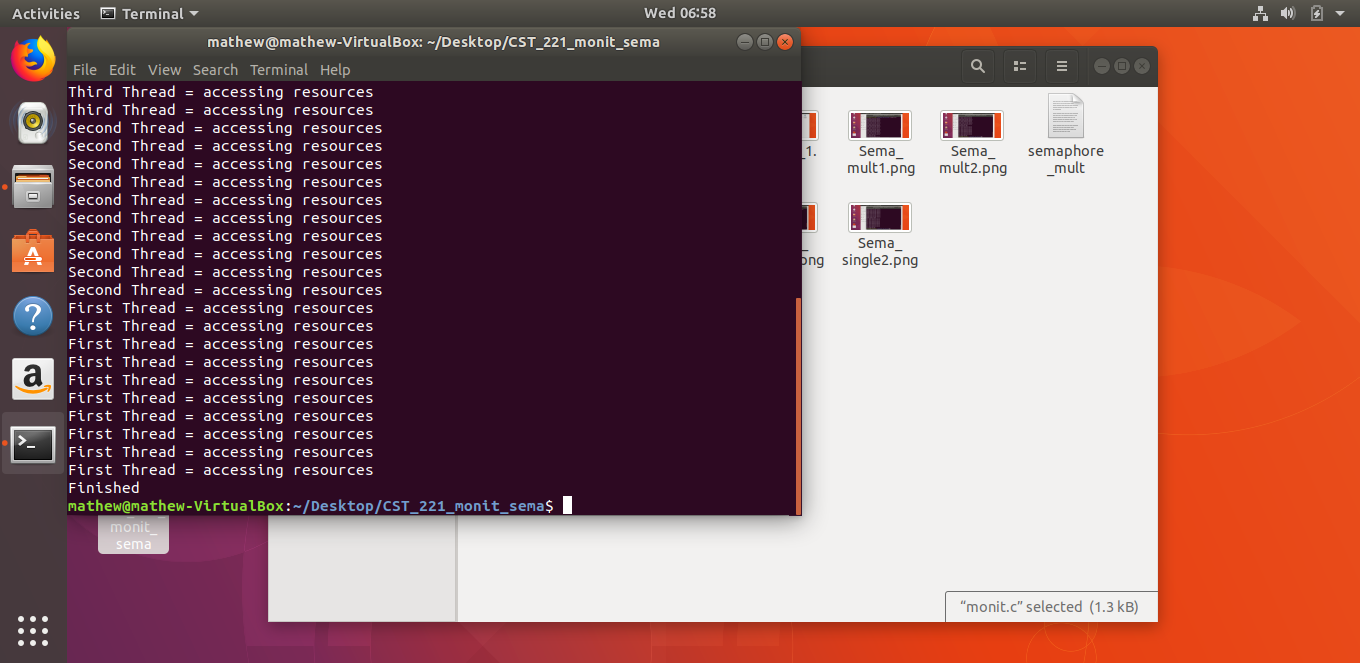 Activities
Terminal
Wed 06:58
mathew@mathew-VirtualBox: ~/Desktop/CST_221_monit_sema
File Edit View Search Terminal Help
Third Thread = accessing resources
Third Thread = accessing resources
Second Thread = accessing resources
Second Thread = accessing resources
Second Thread = accessing resources
Second Thread = accessing resources
Second Thread = accessing resources
Second Thread = accessing resources
Second Thread = accessing resources
Second Thread = accessing resources
Second Thread = accessing resources
Second Thread = accessing resources
First Thread = accessing resources
First Thread = accessing resources
First Thread = accessing resources
First Thread = accessing resources
First Thread = accessing resources
First Thread = accessing resources
First Thread = accessing resources
First Thread = accessing resources
First Thread = accessing resources
First Thread = accessing resources
Finished
mathew@mathew-VirtualBox:~/Desktop/CST_221_monit_sema$
monit_
sema
_1.
Sema_
mult1.png
Sema_
mult2.png
semaphore
_mult
_
ong
Sema_
single2.png
“monit.c” selected (1.3 kB)